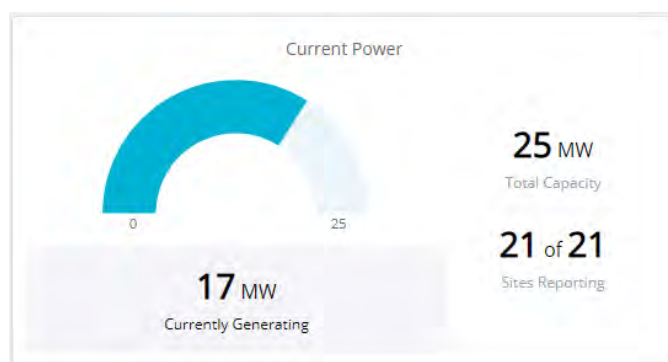 Current Power
0
25
17 MW
Currently Generating
25 MW
Total Capacity
21 of 21
Sites Reporting